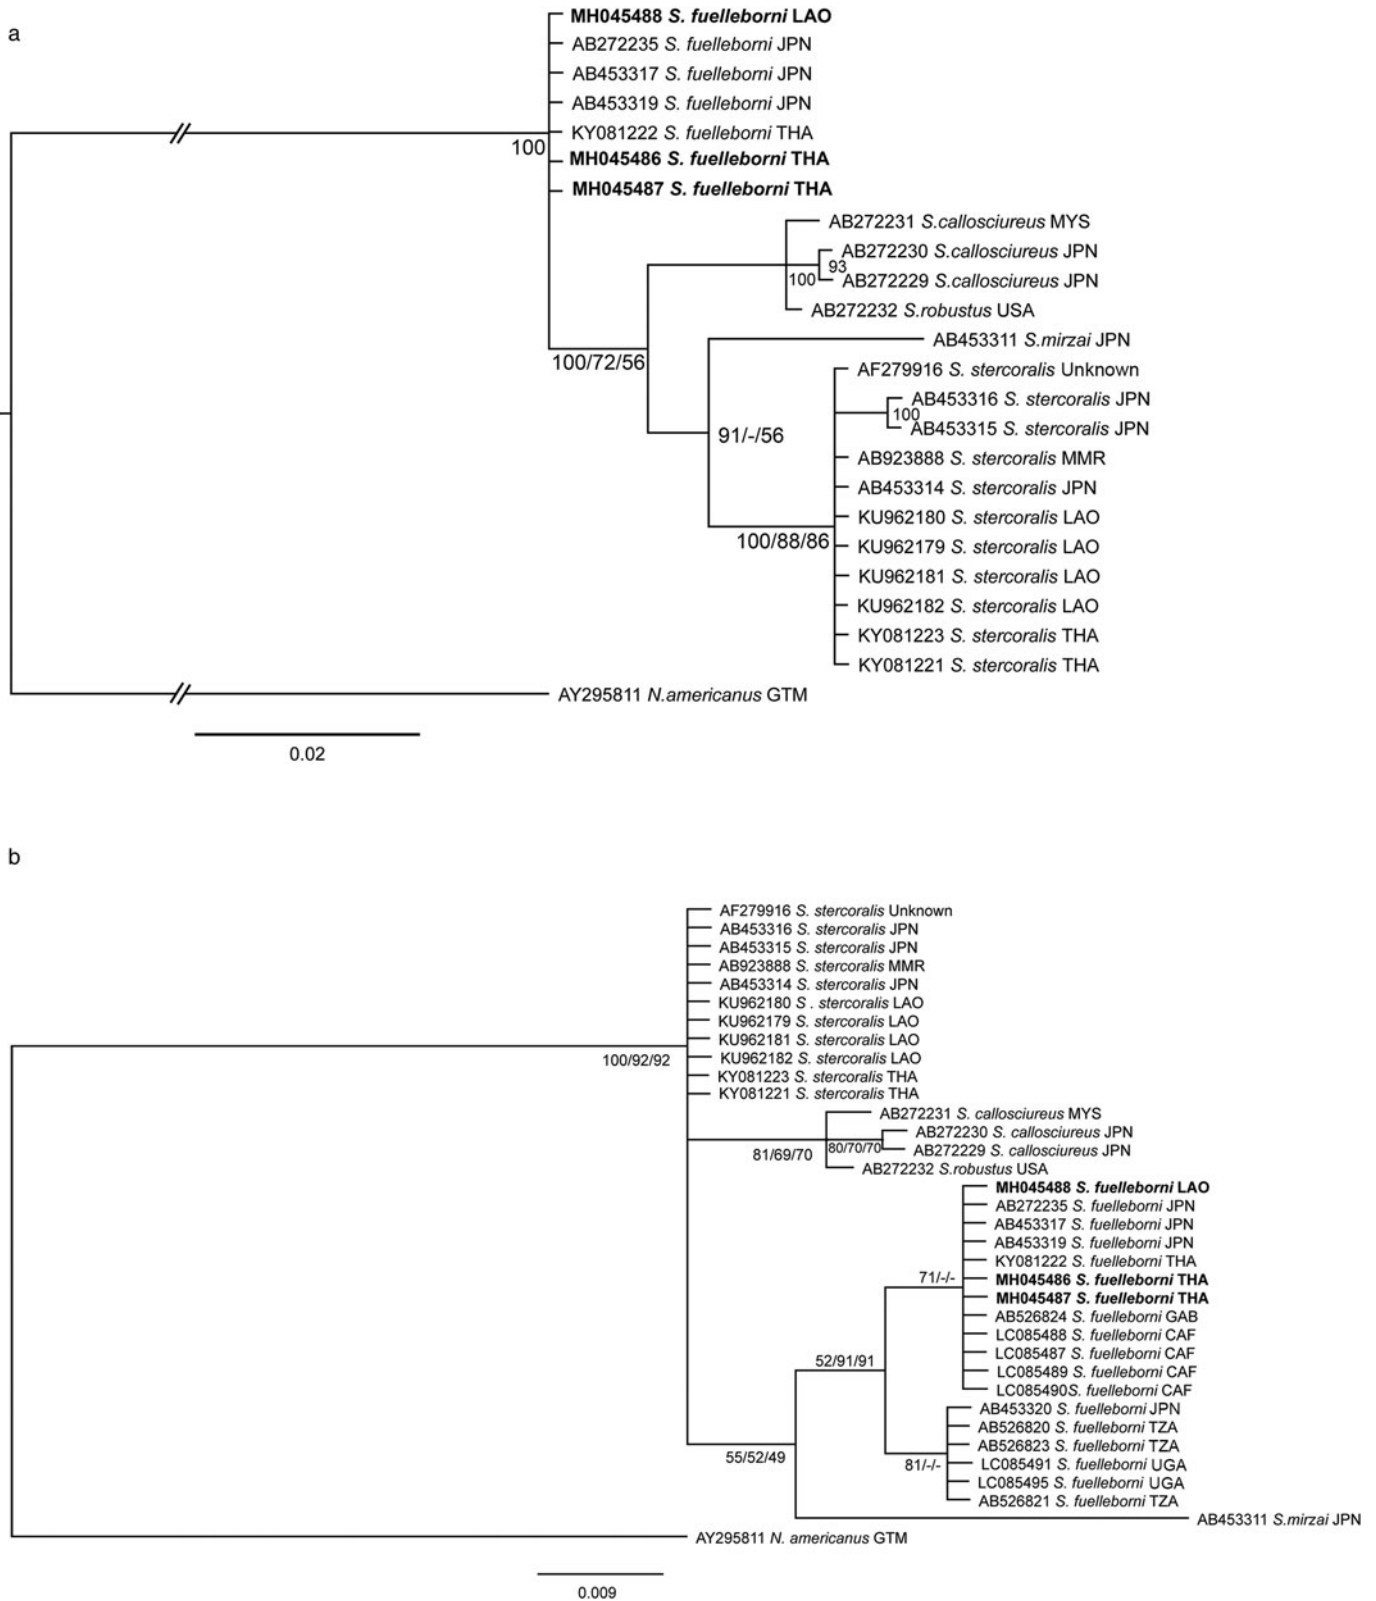 a
MH045488 S. fuelleborni LAO
AB272235 S. fuelleborni JPN
AB453317 S. fuelleborni JPN
AB453319 S. fuelleborni JPN
KY081222 S. fuelleborni THA
100
MH045486 S. fuelleborni THA
MH045487 S. fuelleborni THA
AB272231 S.callosciureus MYS
AB272230 S.callosciureus JPN
93
100
AB272229 S.callosciureus JPN
AB272232 S.robustus USA
AB453311 S.mirzai JPN
100/72/56
AF279916 S. stercoralis Unknown
AB453316 S. stercoralis JPN
100
AB453315 S. stercoralis JPN
91/-/56
AB923888 S. stercoralis MMR
AB453314 S. stercoralis JPN
KU962180 S. stercoralis LAO
100/88/86
KU962179 S. stercoralis LAO
KU962181 S. stercoralis LAO
KU962182 S. stercoralis LAO
KY081223 S. stercoralis THA
KY081221 S. stercoralis THA
AY295811 N.americanus GTM
0.02
b
AF279916 S. stercoralis Unknown
AB453316 S. stercoralis JPN
AB453315 S. stercoralis JPN
AB923888 S. stercoralis MMR
AB453314 S. stercoralis JPN
KU962180 S . stercoralis LAO
KU962179 S. stercoralis LAO
KU962181 S. stercoralis LAO
100/92/92
KU962182 S. stercoralis LAO
KY081223 S. stercoralis THA
KY081221 S. stercoralis THA
AB272231 S. callosciureus MYS
AB272230 S. callosciureus JPN
80/70/70
AB272229 S. callosciureus JPN
81/69/70
AB272232 S.robustus USA
MH045488 S. fuelleborni LAO
AB272235 S. fuelleborni JPN
AB453317 S. fuelleborni JPN
AB453319 S. fuelleborni JPN
KY081222 S. fuelleborni THA
71/-/-
MH045486 S. fuelleborni THA
MH045487 S. fuelleborni THA
AB526824 S. fuelleborni GAB
LC085488 S. fuelleborni CAF
LC085487 S. fuelleborni CAF
52/91/91
LC085489 S. fuelleborni CAF
LC085490S. fuelleborni CAF
AB453320 S. fuelleborni JPN
AB526820 S. fuelleborni TZA
AB526823 S. fuelleborni TZA
55/52/49
81/-/-
LC085491 S. fuelleborni UGA
LC085495 S. fuelleborni UGA
AB526821 S. fuelleborni TZA
AB453311 S.mirzai JPN
AY295811 N. americanus GTM
0.009